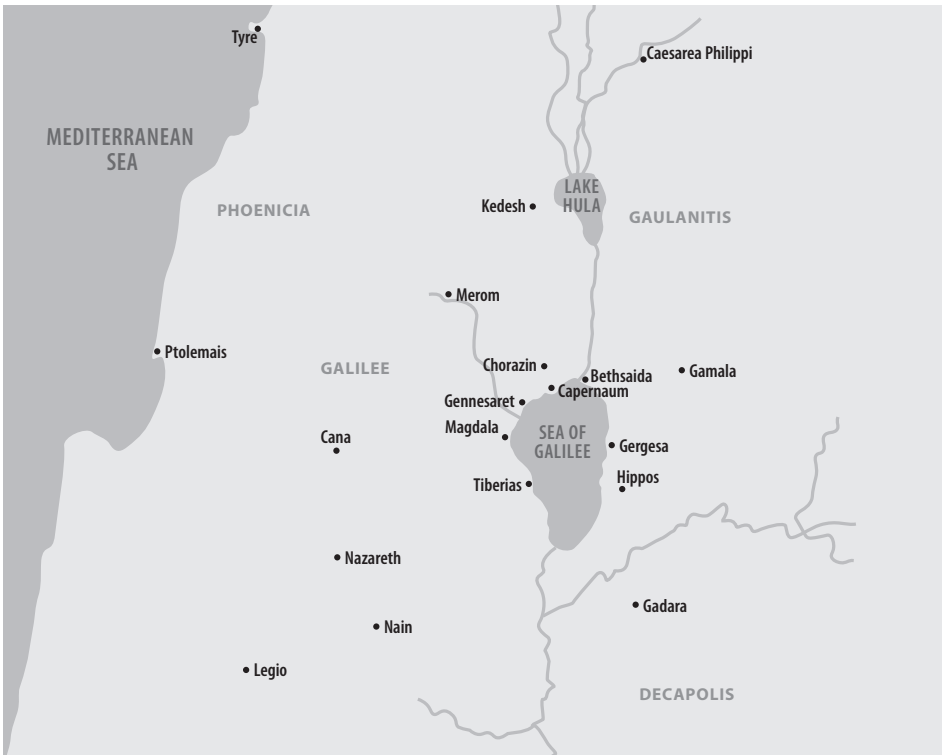 Tyre
Caesarea Philippi
MEDITERRANEAN
SEA
LAKE
HULA
Kedesh
PHOENICIA
GAULANITIS
Merom
Ptolemais
Chorazin
GALILEE
Gamala
Bethsaida
Capernaum
Gennesaret
Magdala
SEA OF
GALILEE
Cana
Gergesa
Hippos
Tiberias
Nazareth
Gadara
Nain
Legio
DECAPOLIS